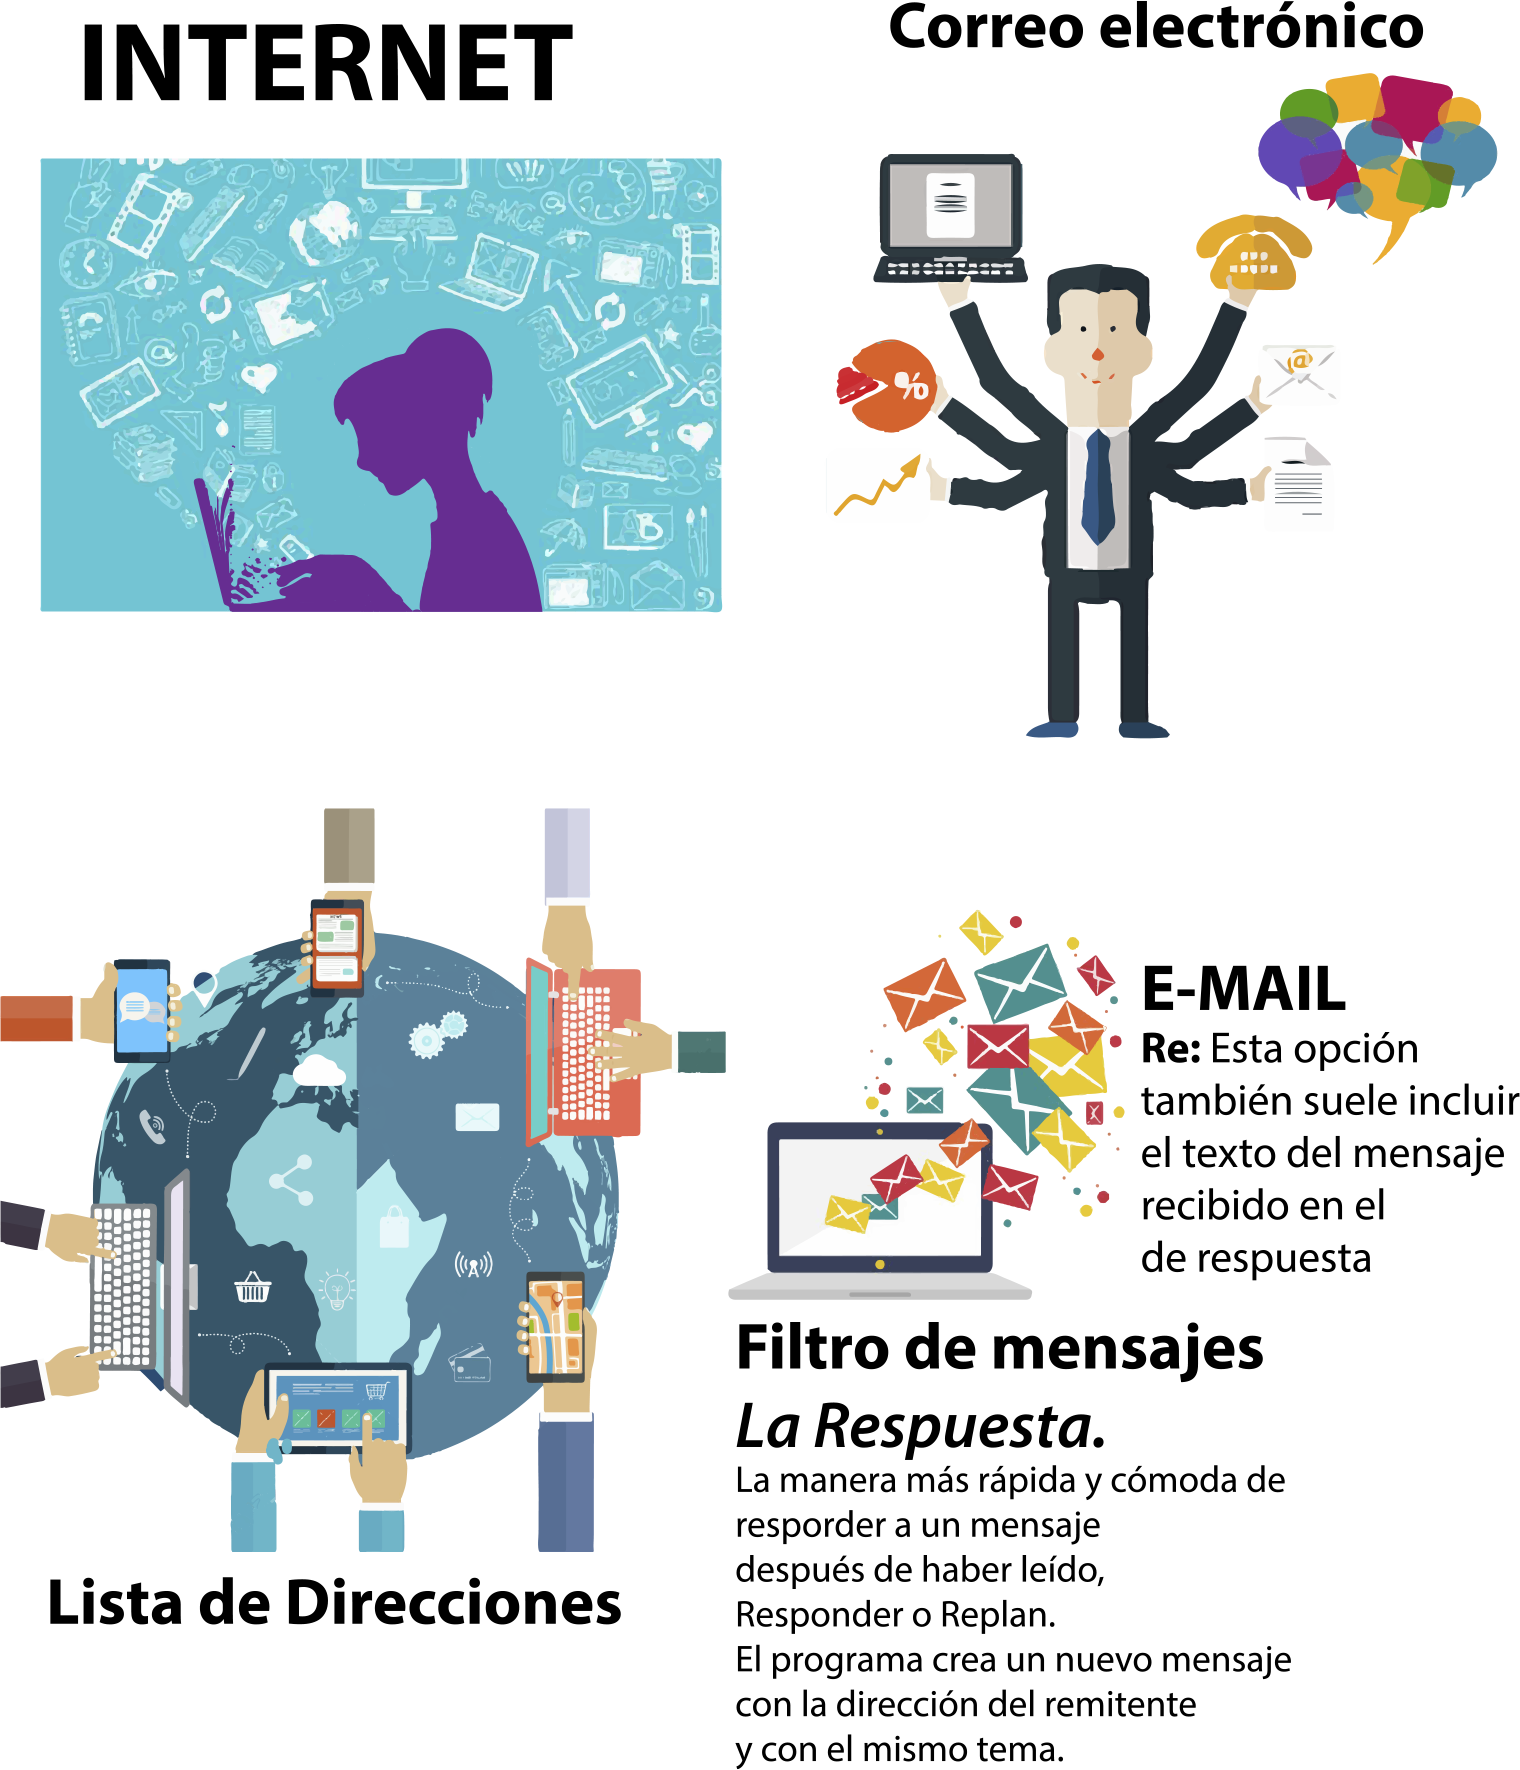 INTERNET
Correo electrónico
%
@
NEWS
E-MAIL
Re: Esta opción
también suele incluir
el texto del mensaje
recibido en el
de respuesta
Filtro de mensajes
La Respuesta.
La manera más rápida y cómoda de
resporder a un mensaje
después de haber leído,
Responder o Replan.
El programa crea un nuevo mensaje
con la dirección del remitente
y con el mismo tema.
Lista de Direcciones